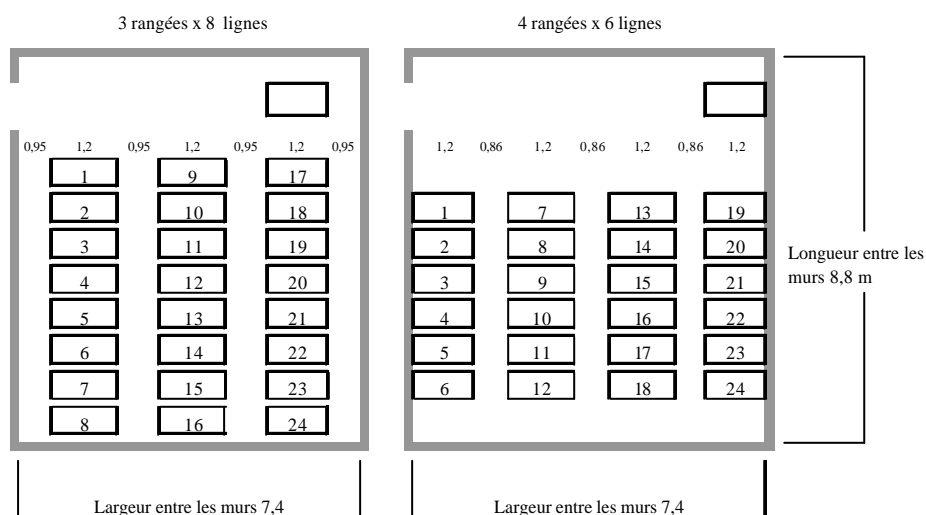 3 rangées x 8 lignes
4 rangées x 6 lignes
0,95 1,2 0,95 1,2 0,95 1,2 0,95
1,2 0,86 1,2 0,86 1,2 0,86 1,2
1 9 17
2 10 18
3 11 19
4 12 20
5 13 21
6 14 22
7 15 23
8 16 24
1 7 13 19
2 8 14 20
3 9 15 21
4 10 16 22
5 11 17 23
6 12 18 24
Longueur entre les
murs 8,8 m
Largeur entre les murs 7,4
Largeur entre les murs 7,4